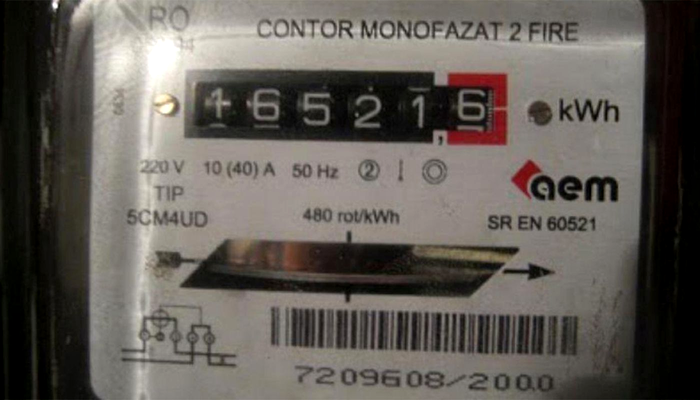 RO
CONTOR MONOFAZAT 2 FIRE
16521,6 kWh
220 V 10 (40) A 50 Hz 2
aem
TIP
5CM4UD
480 rot/kWh
SR EN 60521
7209608/2000